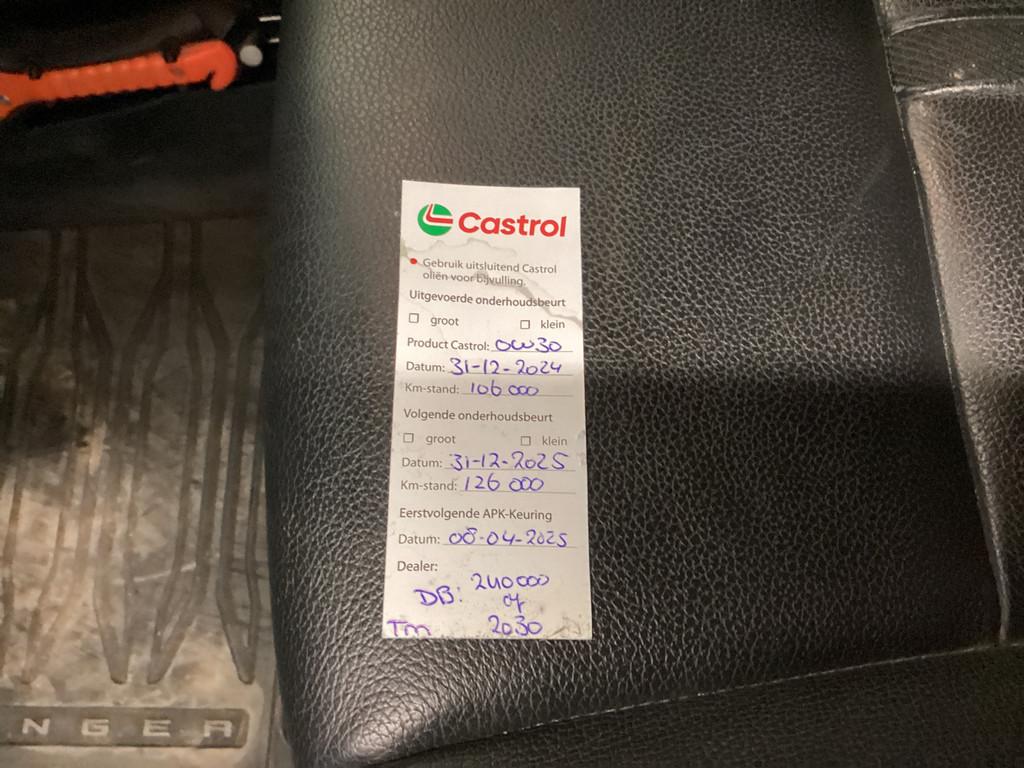 Castrol
Gebruik uitsluitend Castrol
oliën voor bijvulling.
Uitgevoerde onderhoudsbeurt
groot klein
Product Castrol: 0W30
Datum: 31-12-2024
Km-stand: 106 000
Volgende onderhoudsbeurt
groot klein
Datum: 31-12-2025
Km-stand: 126 000
Eerstvolgende APK-Keuring
Datum: 08-04-2025
Dealer:
DB: 240000
of
Tm 2030
NGER